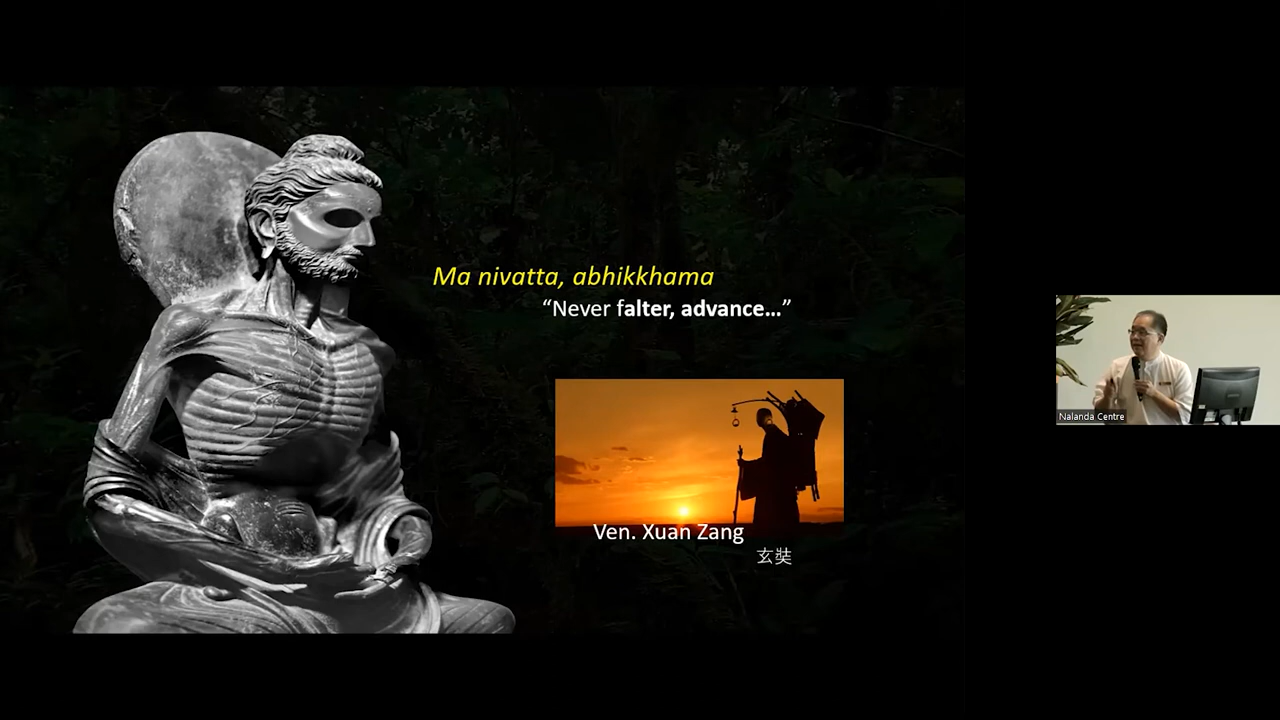 Ma nivatta, abhikkhama
“Never falter, advance...”
Ven. Xuan Zang
玄奘
Nalanda Centre